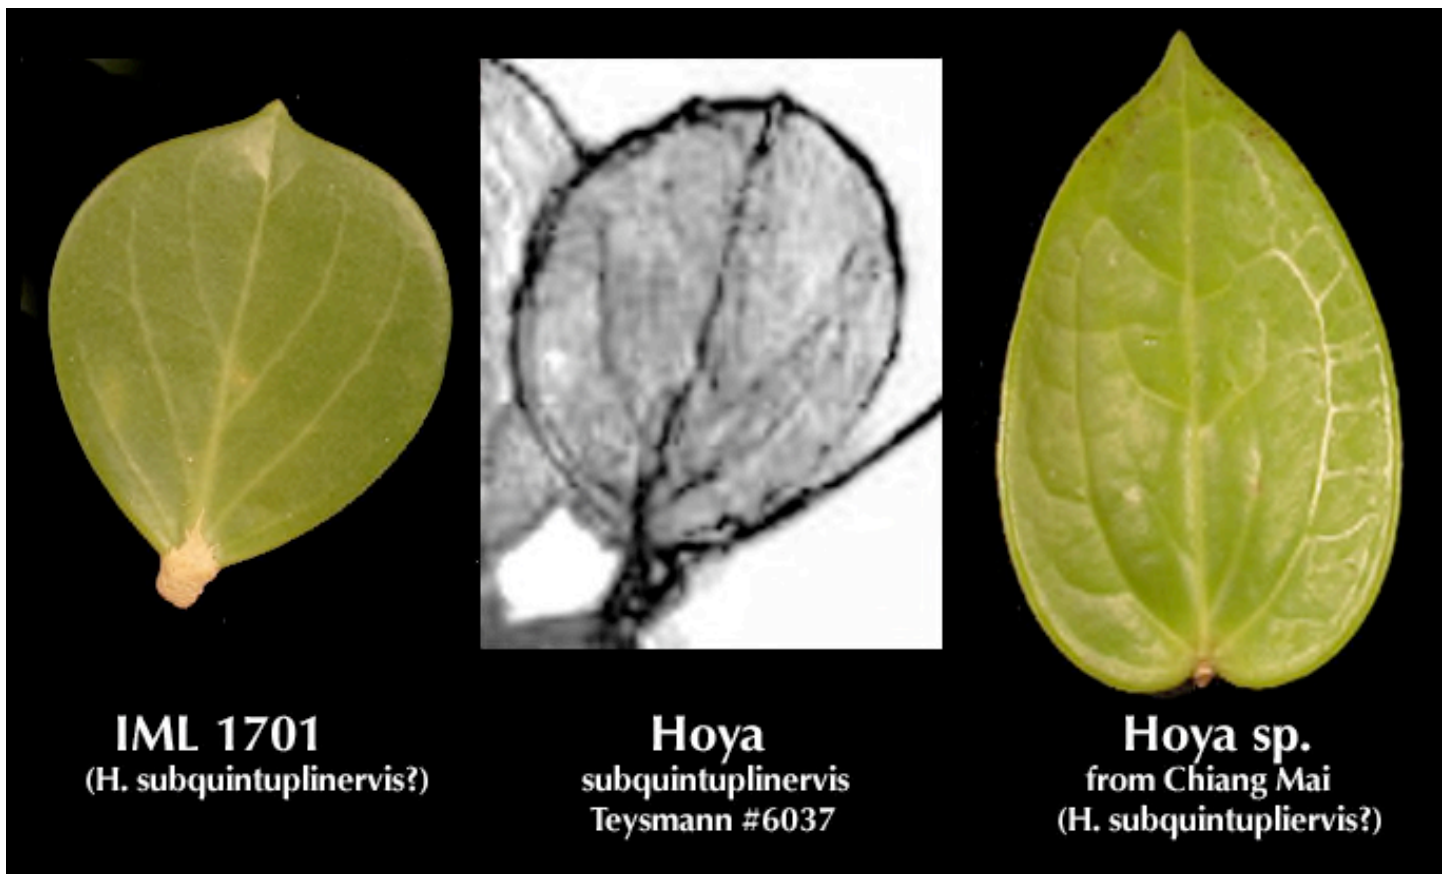 IML 1701
(H. subquintuplinervis?)
Hoya
subquintuplinervis
Teysmann #6037
Hoya sp.
from Chiang Mai
(H. subquintupliervis?)